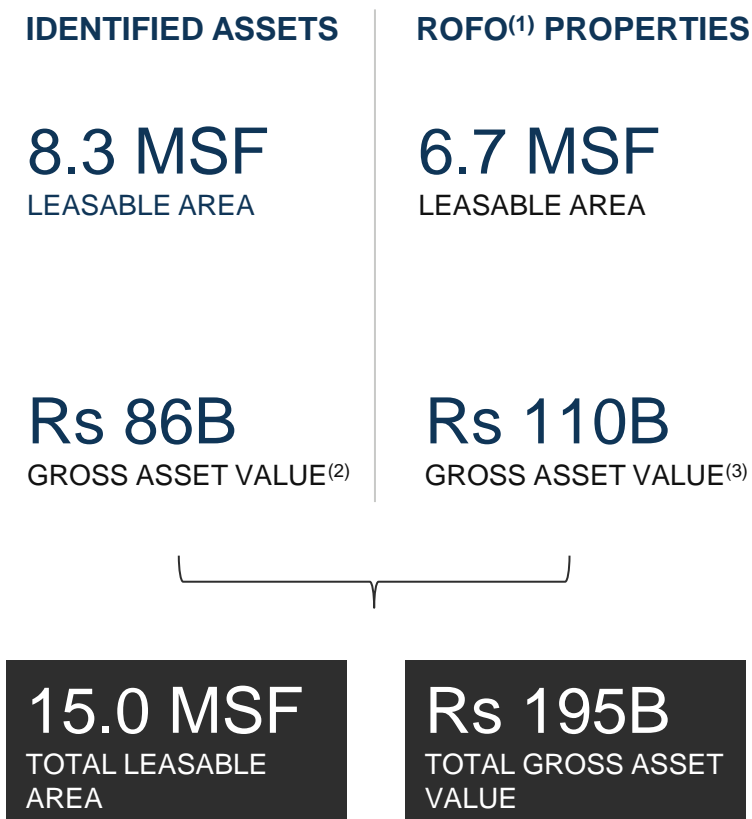 IDENTIFIED ASSETS
8.3 MSF
LEASABLE AREA
Rs 86B
GROSS ASSET VALUE(2)
ROFO(1) PROPERTIES
6.7 MSF
LEASABLE AREA
Rs 110B
GROSS ASSET VALUE(3)
15.0 MSF
TOTAL LEASABLE
AREA
Rs 195B
TOTAL GROSS ASSET
VALUE